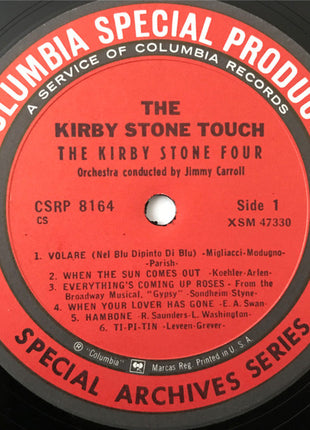 COLUMBIA SPECIAL PRODUC
A SERVICE OF COLUMBIA RECORDS
THE
KIRBY STONE TOUCH
THE KIRBY STONE FOUR
Orchestra conducted by Jimmy Carroll
CSRP 8164
CS
Side 1
XSM 47330
1. VOLARE (Nel Blu Dipinto Di Blu) -Migliacci-Modugno-
Parish-
2. WHEN THE SUN COMES OUT -Koehler-Arlen-
3. EVERYTHING'S COMING UP ROSES - From the
Broadway Musical, "Gypsy" -Sondheim Styne-
4. WHEN YOUR LOVER HAS GONE - E. A. Swan-
5. HAMBONE - R. Saunders-L. Washington-
6. TI-PI-TIN -Leveen-Grever-
® "Columbia" Marcas Reg. Printed in U. S. A.
SPECIAL ARCHIVES SERIES